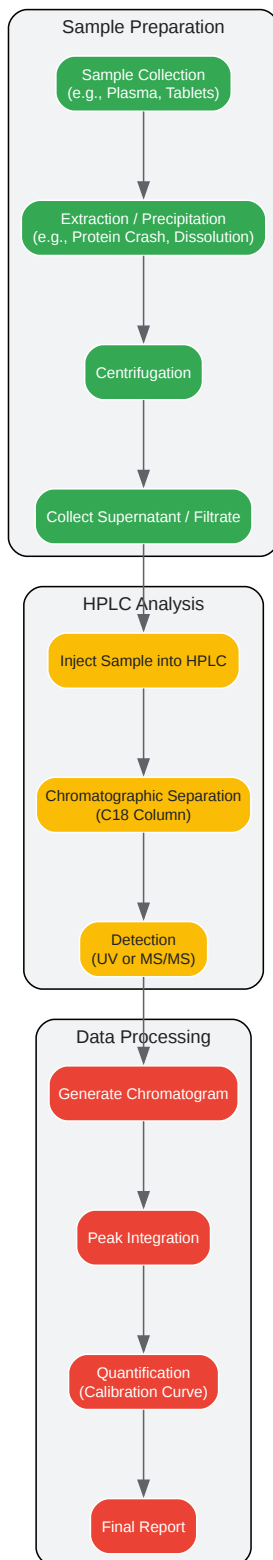 Sample Preparation
Sample Collection
(e.g., Plasma, Tablets)
Extraction / Precipitation
(e.g., Protein Crash, Dissolution)
Centrifugation
Collect Supernatant / Filtrate
HPLC Analysis
Inject Sample into HPLC
Chromatographic Separation
(C18 Column)
Detection
(UV or MS/MS)
Data Processing
Generate Chromatogram
Peak Integration
Quantification
(Calibration Curve)
Final Report